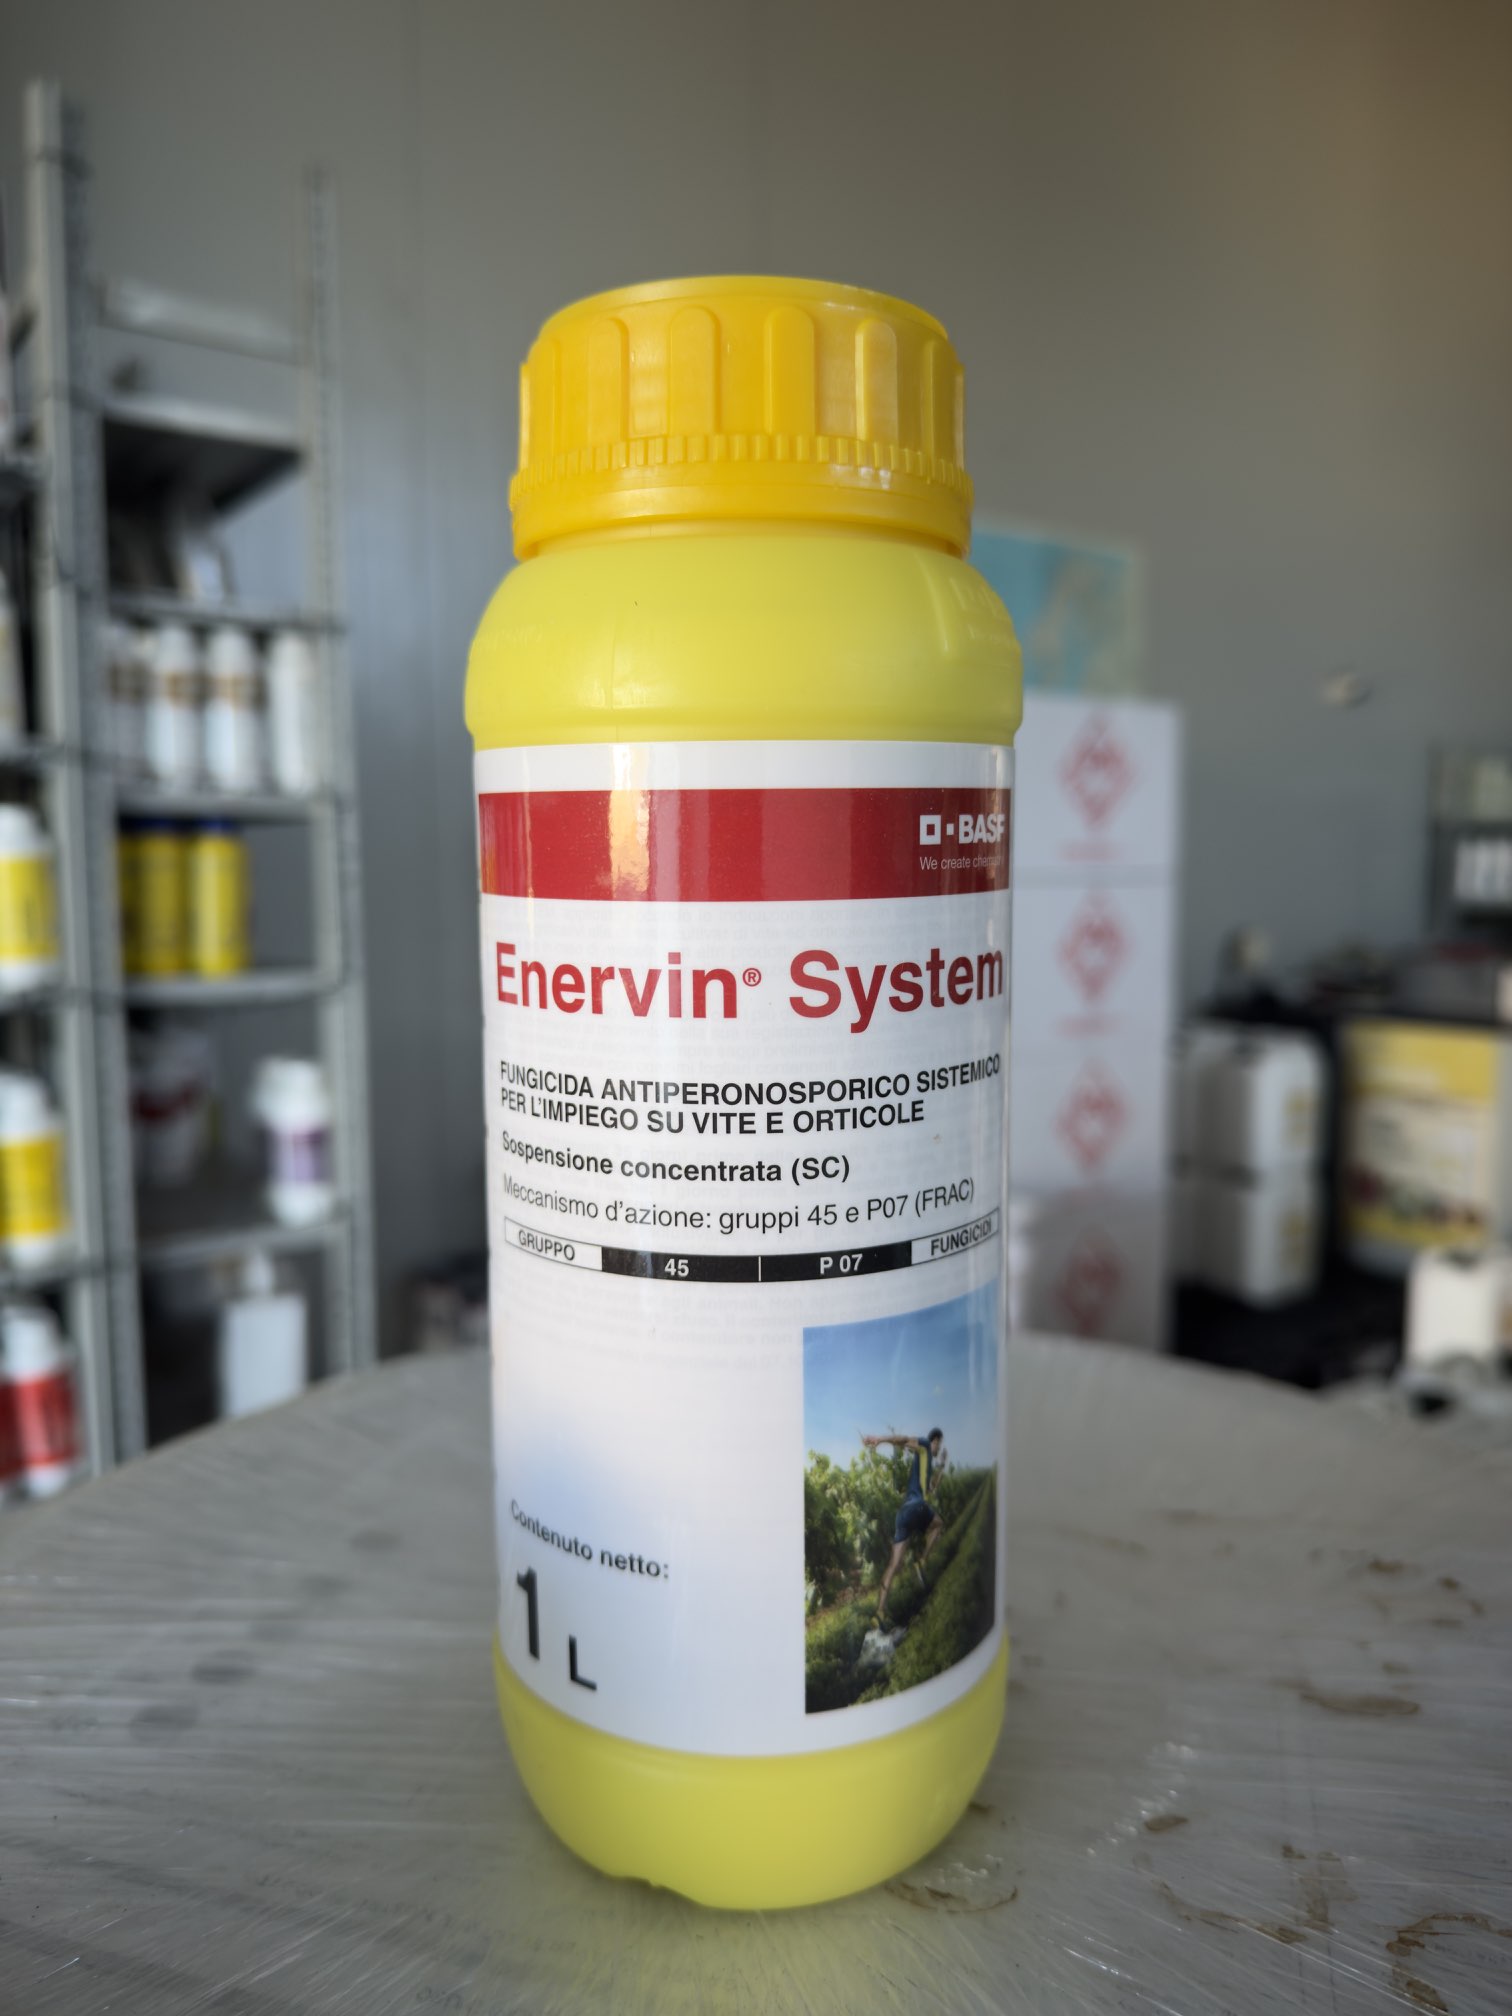 BASF
We create chemistry
Enervin® System
FUNGICIDA ANTIPERONOSPORICO SISTEMICO
PER L'IMPIEGO SU VITE E ORTICOLE
Sospensione concentrata (SC)
Meccanismo d'azione: gruppi 45 e P07 (FRAC)
GRUPPO 45 P 07 FUNGICIDI
Contenuto netto:
1 L